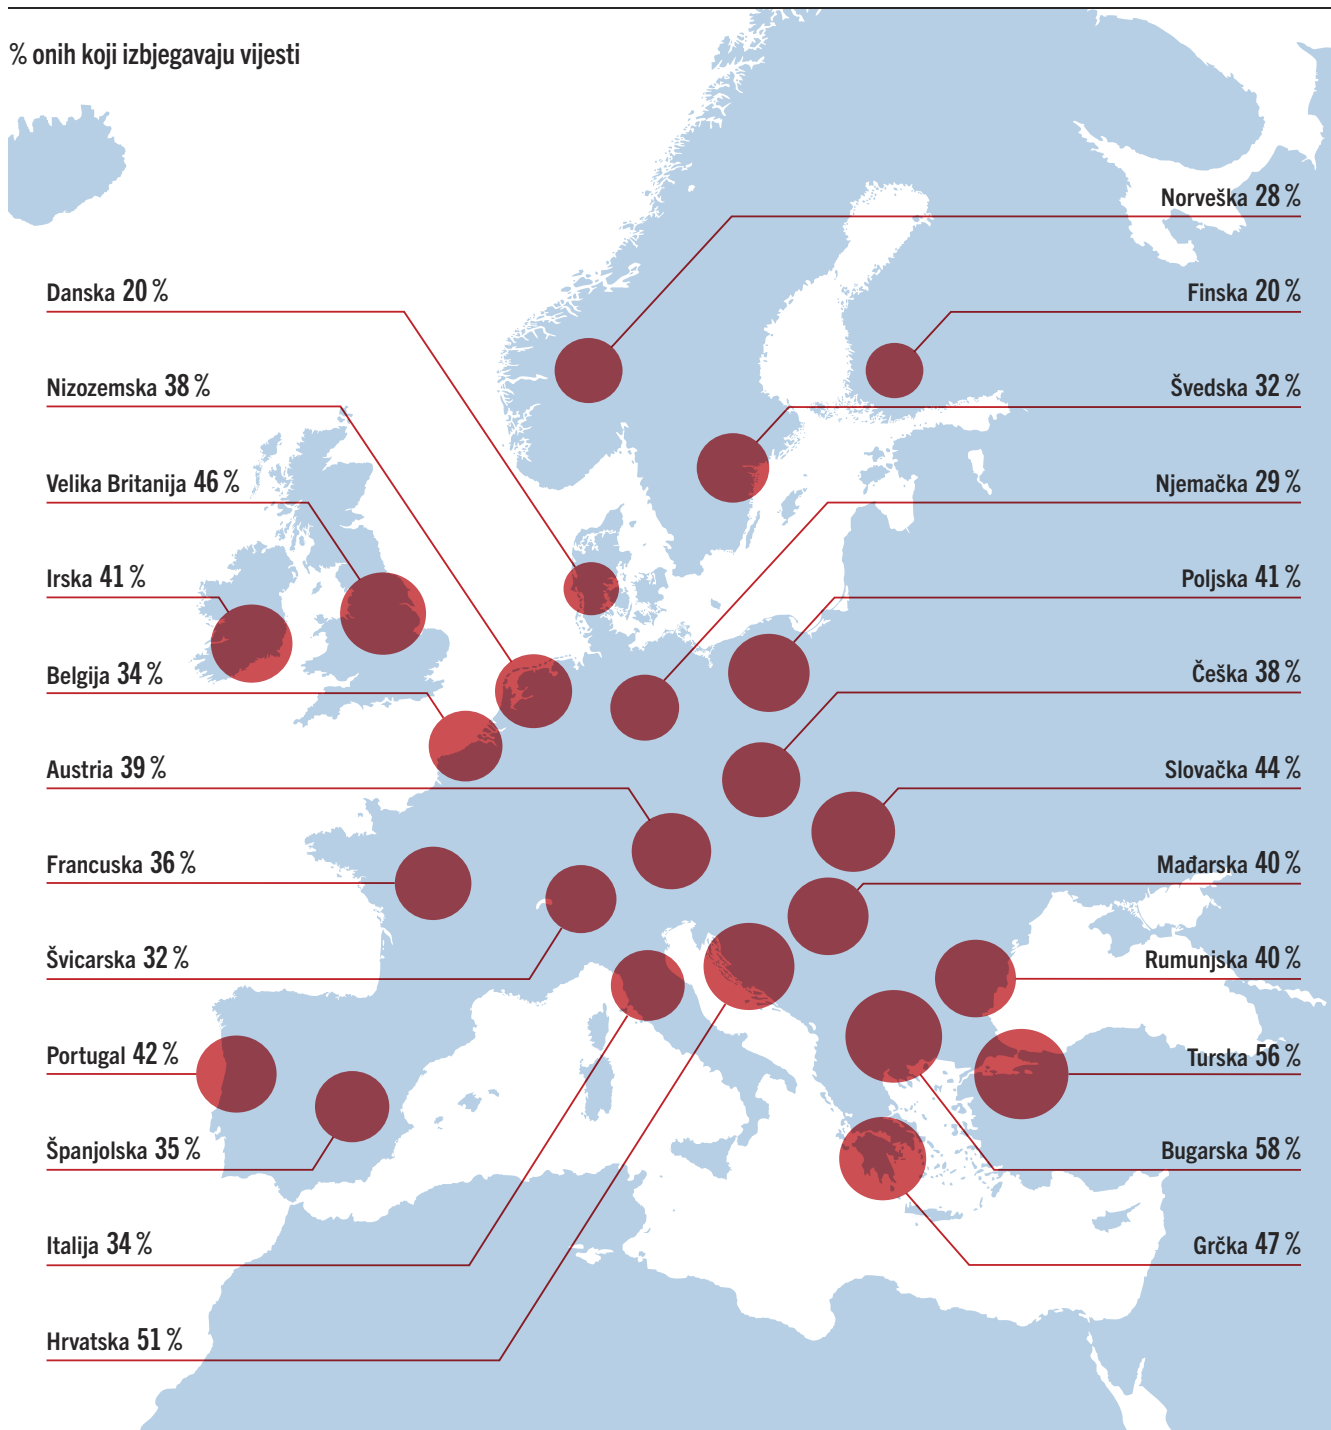 % onih koji izbjegavaju vijesti
Danska 20 %
Nizozemska 38 %
Velika Britanija 46 %
Irska 41 %
Belgija 34 %
Austria 39 %
Francuska 36 %
Švicarska 32 %
Portugal 42 %
Španjolska 35 %
Italija 34 %
Hrvatska 51 %
Norveška 28 %
Finska 20 %
Švedska 32 %
Njemačka 29 %
Poljska 41 %
Češka 38 %
Slovačka 44 %
Mađarska 40 %
Rumunjska 40 %
Turska 56 %
Bugarska 58 %
Grčka 47 %